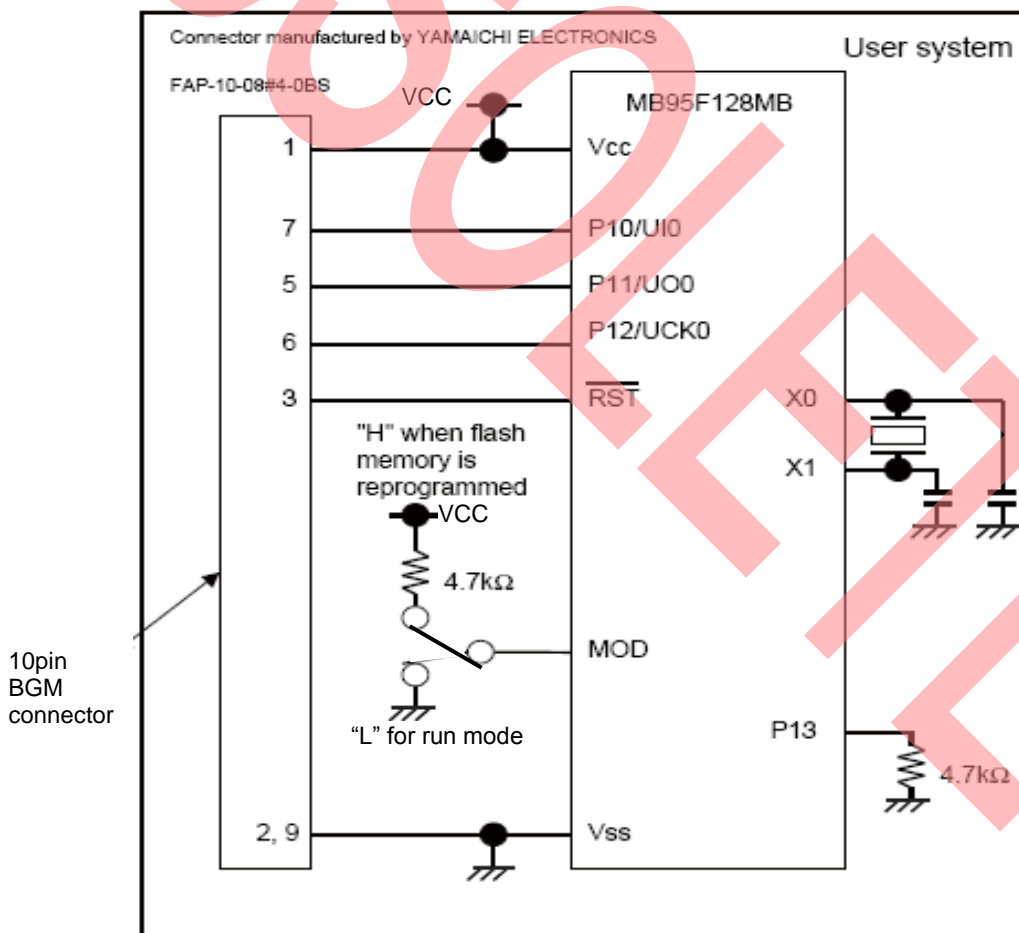 Connector manufactured by YAMAICHI ELECTRONICS
User system
FAP-10-08#4-0BS
VCC
MB95F128MB
1
Vcc
7
P10/UI0
5
P11/UO0
6
P12/UCK0
3
RST
X0
"H" when flash
memory is
reprogrammed
X1
VCC
4.7kΩ
MOD
10pin
BGM
connector
“L” for run mode
P13
4.7kΩ
2, 9
Vss